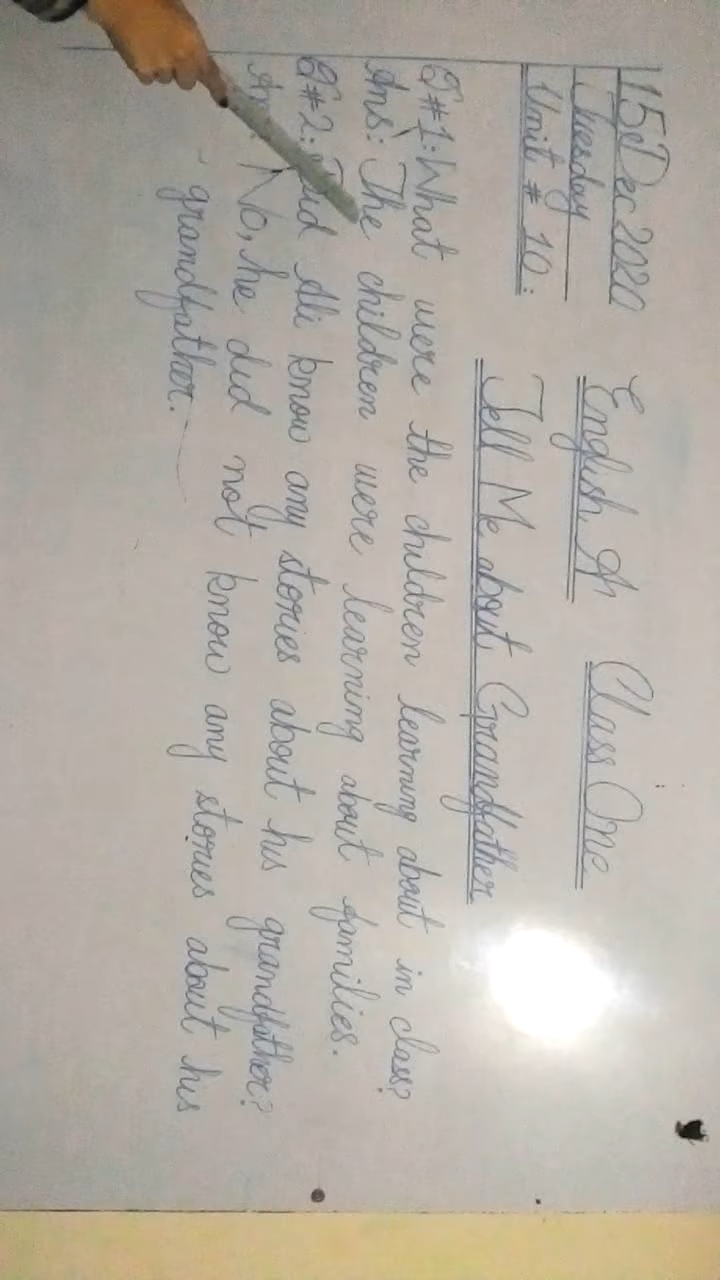 15 Dec 2020 English A Class One
Tuesday
Unit # 10: Tell Me about Grandfather
Q#1: What were the children learning about in class?
Ans: The children were learning about families.
Q#2: Did Ali know any stories about his grandfather?
Ans No, he did not know any stories about his
grandfather.